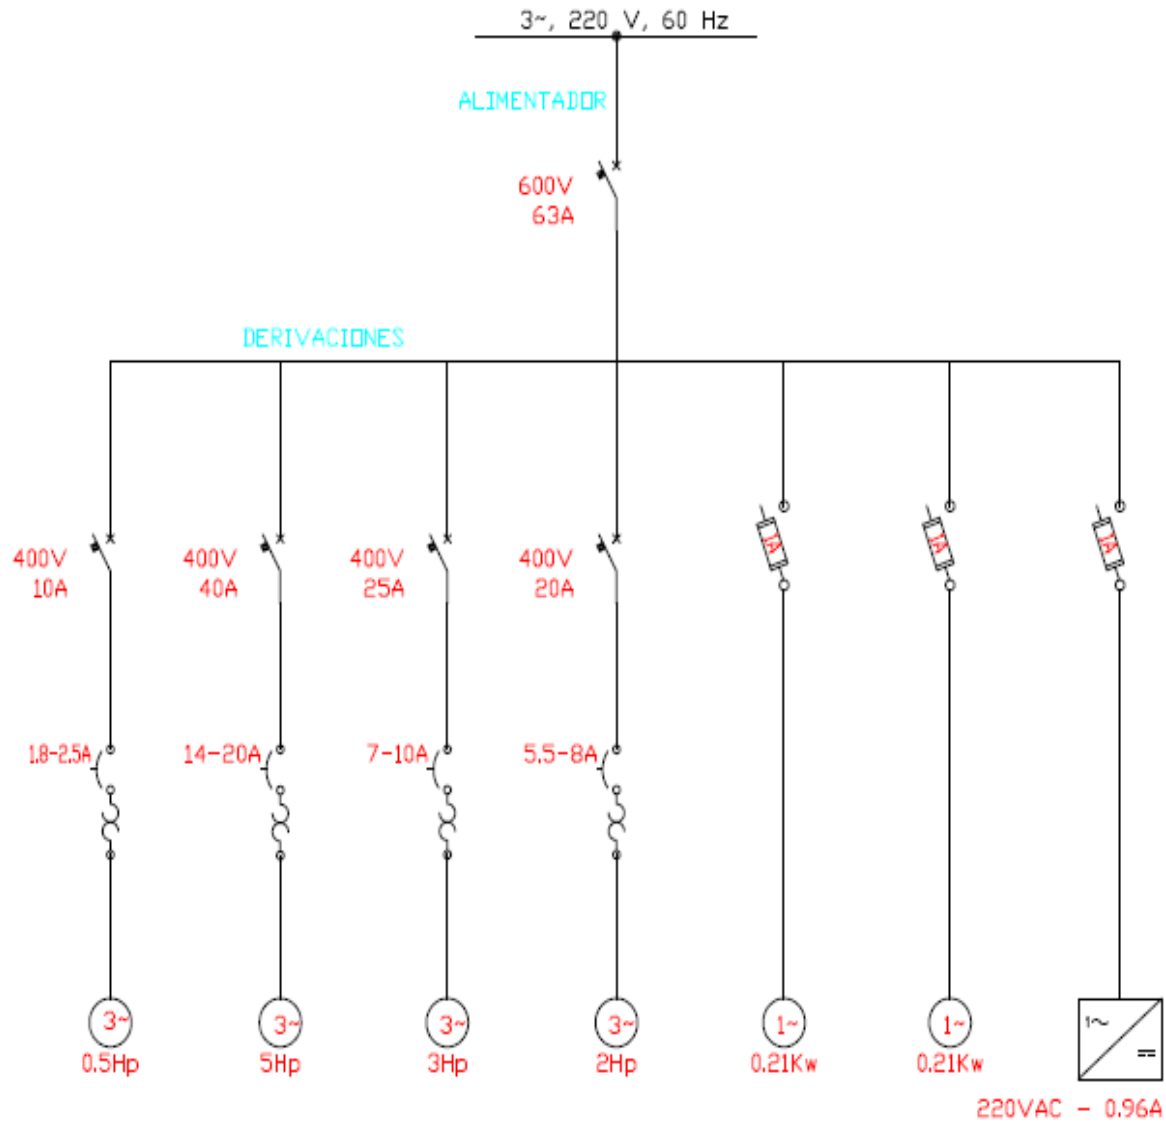 3~, 220 V, 60 Hz
ALIMENTADOR
600V
63A
DERIVACIONES
400V
10A
400V
40A
400V
25A
400V
20A
1A
1A
1A
1.8-2.5A
14-20A
7-10A
5.5-8A
3~
0.5Hp
3~
5Hp
3~
3Hp
3~
2Hp
1~
0.21Kw
1~
0.21Kw
1~
220VAC - 0.96A